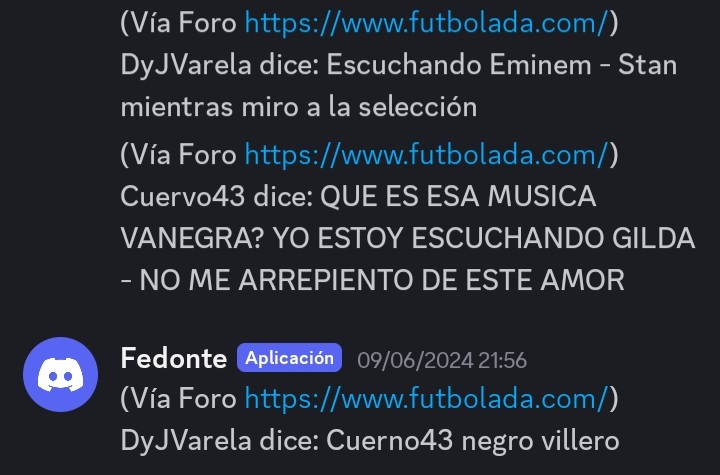 (Vía Foro https://www.futbolada.com/)
DyJVarela dice: Escuchando Eminem - Stan
mientras miro a la selección
(Vía Foro https://www.futbolada.com/)
Cuervo43 dice: QUE ES ESA MUSICA
VANEGRA? YO ESTOY ESCUCHANDO GILDA
- NO ME ARREPIENTO DE ESTE AMOR
Fedonte Aplicación 09/06/2024 21:56
(Vía Foro https://www.futbolada.com/)
DyJVarela dice: Cuerno43 negro villero